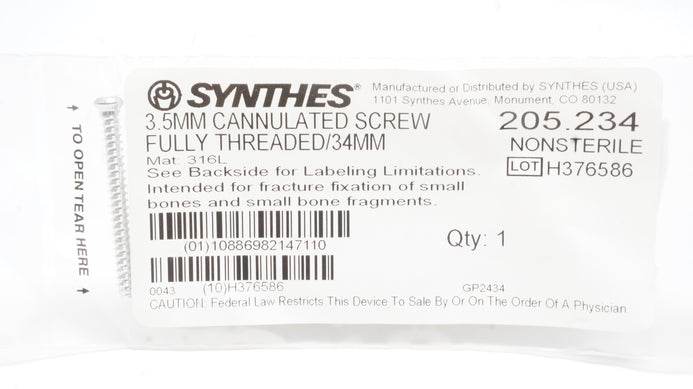 SYNTHES®
Manufactured or Distributed by SYNTHES (USA)
1101 Synthes Avenue, Monument, CO 80132
3.5MM CANNULATED SCREW
FULLY THREADED/34MM
205.234
NONSTERILE
LOT H376586
Mat: 316L
See Backside for Labeling Limitations.
Intended for fracture fixation of small
bones and small bone fragments.
(01)10886982147110
Qty: 1
0043 (10)H376586
GP2434
CAUTION: Federal Law Restricts This Device To Sale By Or On The Order Of A Physician.
↑ TO OPEN TEAR HERE ↑